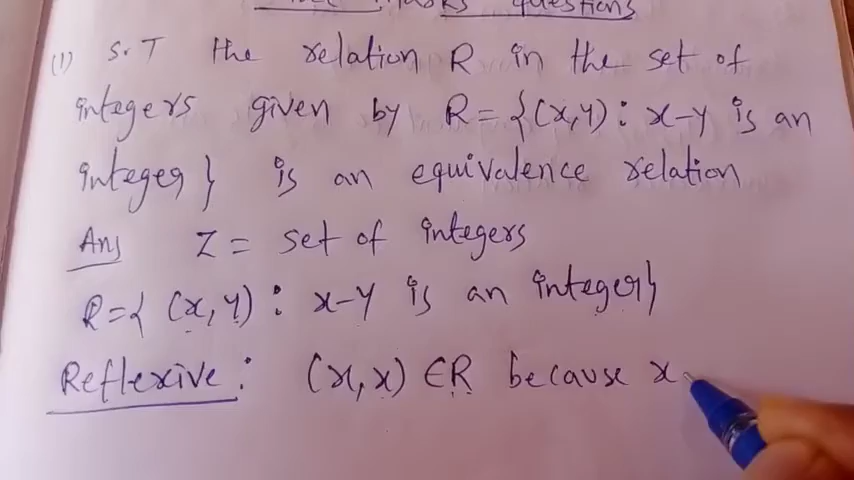 questions
(1) S.T the relation R in the set of
integers given by R = {(x,y) : x-y is an
integer} is an equivalence relation
Ans Z = set of integers
R = { (x,y) : x-y is an integer}
Reflexive : (x,x) ∈ R because x